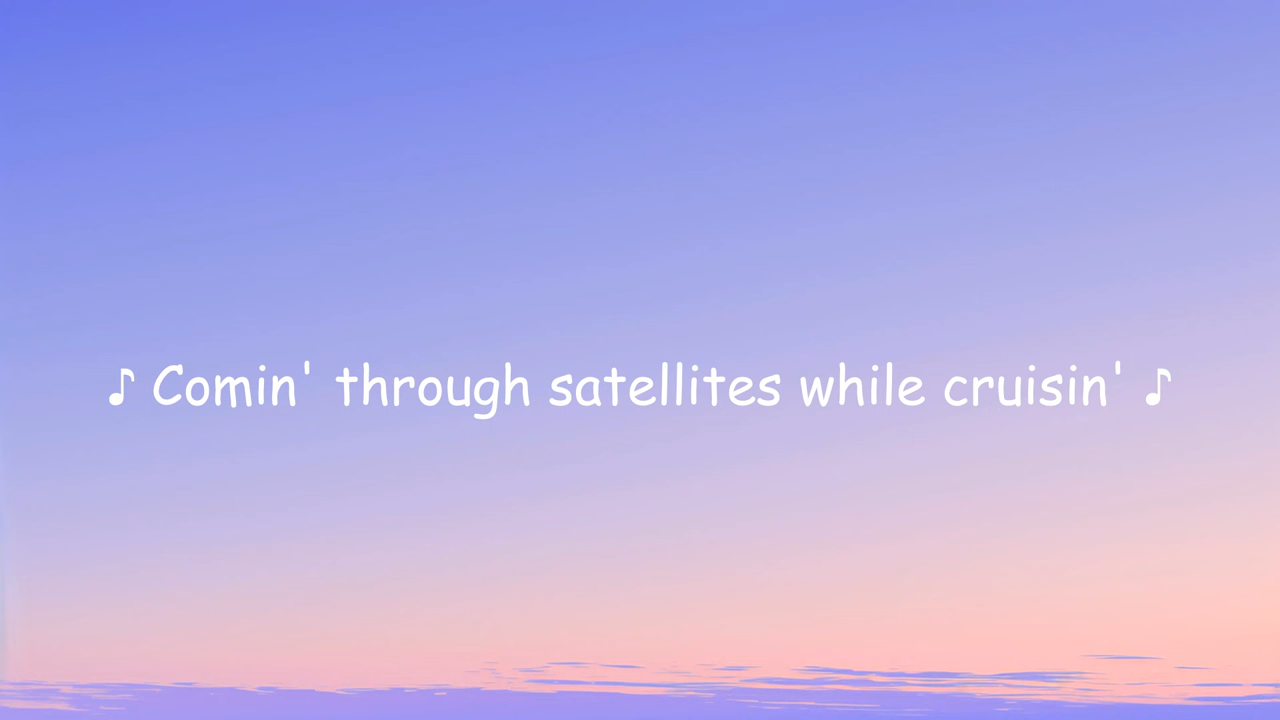 ♪ Comin' through satellites while cruisin' ♪